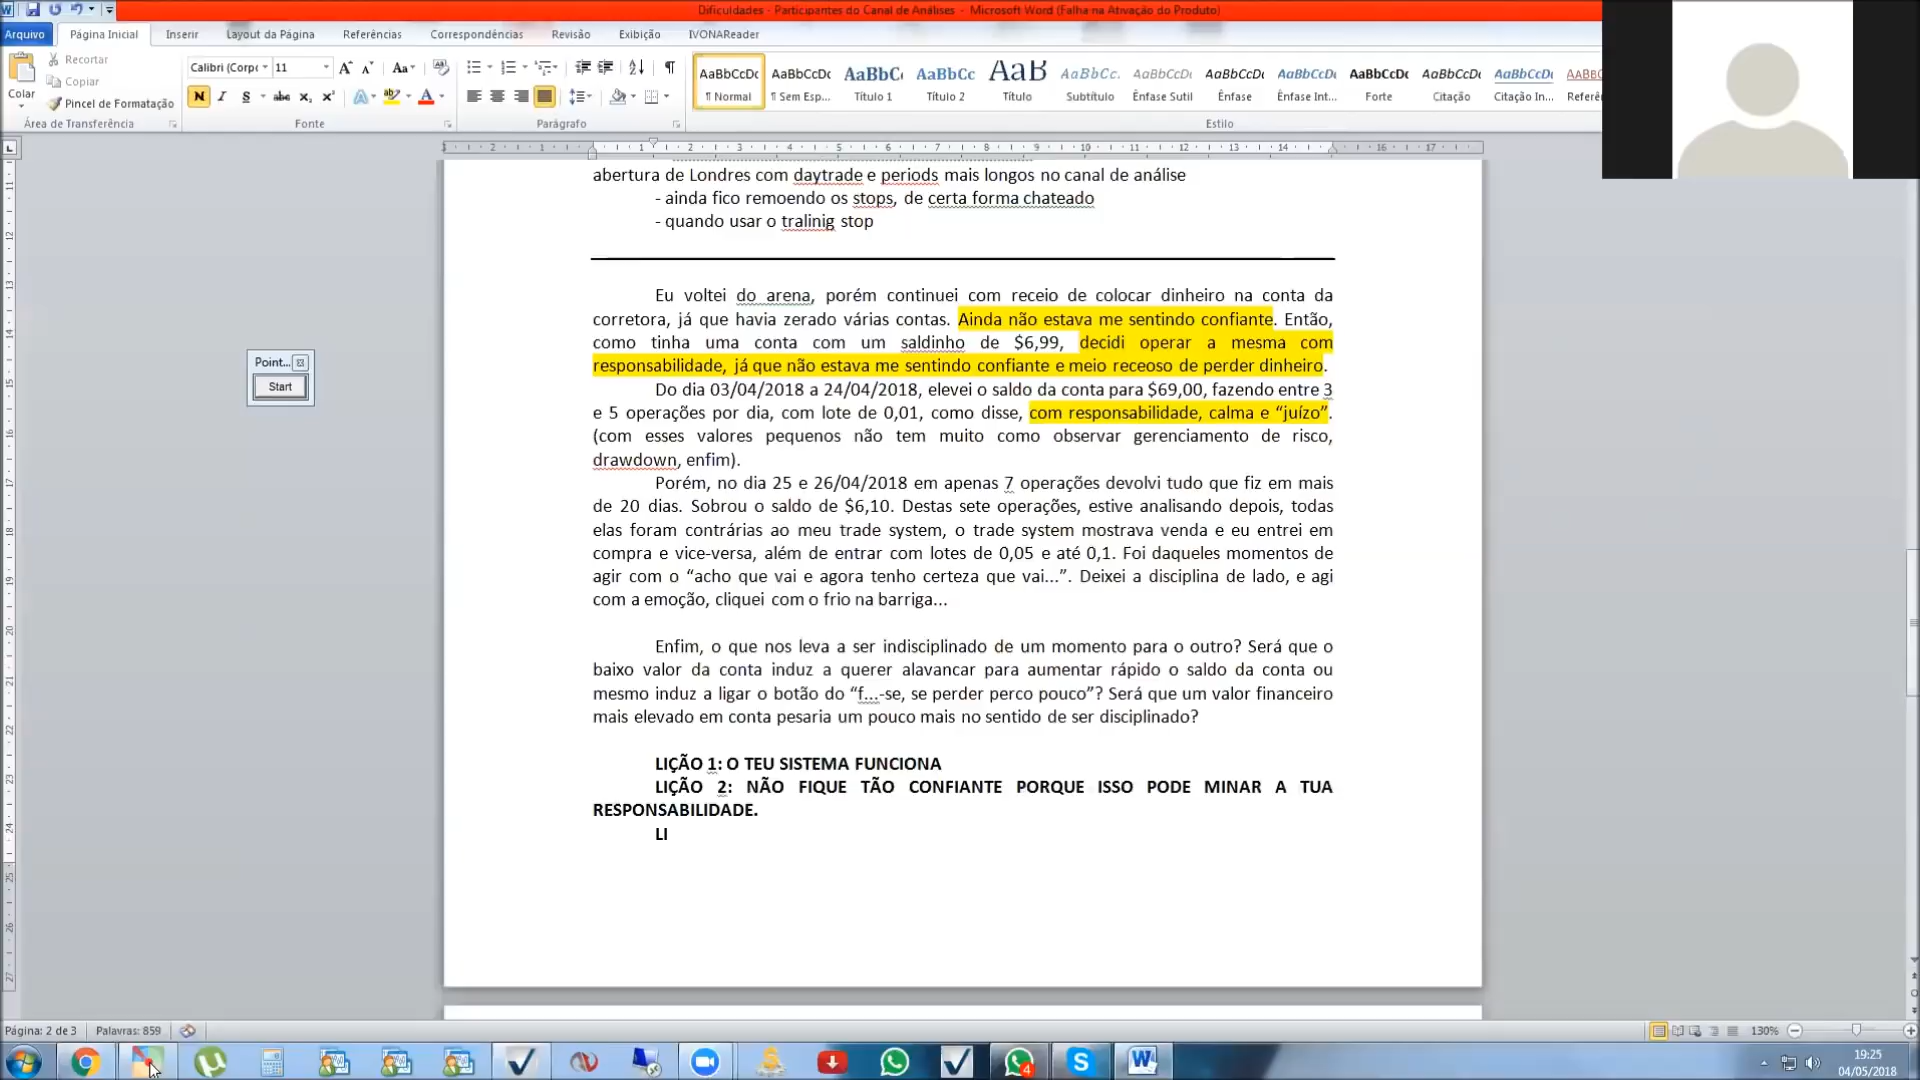 Dificuldades - Participantes do Canal de Análises - Microsoft Word (Falha na Ativação do Produto)
Arquivo Página Inicial Inserir Layout da Página Referências Correspondências Revisão Exibição IVONAReader
Colar
Recortar
Copiar
Pincel de Formatação
Área de Transferência
Calibri (Corp 11
Fonte
Parágrafo
AaBbCcDc AaBbCcDc AaBbC AaBbCc AaB AaBbCc. AaBbCcDc AaBbCcDc AaBbCcDc AaBbCcDc AaBbCcDc AaBbCcDc AABBC
¶ Normal ¶ Sem Esp... Título 1 Título 2 Título Subtítulo Ênfase Sutil Ênfase Ênfase Int... Forte Citação Citação In... Referê
Estilo
abertura de Londres com daytrade e periods mais longos no canal de análise
- ainda fico remoendo os stops, de certa forma chateado
- quando usar o tralinig stop
Point...
Start
Eu voltei do arena, porém continuei com receio de colocar dinheiro na conta da
corretora, já que havia zerado várias contas. Ainda não estava me sentindo confiante. Então,
como tinha uma conta com um saldinho de $6,99, decidi operar a mesma com
responsabilidade, já que não estava me sentindo confiante e meio receoso de perder dinheiro.
Do dia 03/04/2018 a 24/04/2018, elevei o saldo da conta para $69,00, fazendo entre 3
e 5 operações por dia, com lote de 0,01, como disse, com responsabilidade, calma e “juízo”.
(com esses valores pequenos não tem muito como observar gerenciamento de risco,
drawdown, enfim).
Porém, no dia 25 e 26/04/2018 em apenas 7 operações devolvi tudo que fiz em mais
de 20 dias. Sobrou o saldo de $6,10. Destas sete operações, estive analisando depois, todas
elas foram contrárias ao meu trade system, o trade system mostrava venda e eu entrei em
compra e vice-versa, além de entrar com lotes de 0,05 e até 0,1. Foi daqueles momentos de
agir com o “acho que vai e agora tenho certeza que vai...”. Deixei a disciplina de lado, e agi
com a emoção, cliquei com o frio na barriga...
Enfim, o que nos leva a ser indisciplinado de um momento para o outro? Será que o
baixo valor da conta induz a querer alavancar para aumentar rápido o saldo da conta ou
mesmo induz a ligar o botão do “f...-se, se perder perco pouco”? Será que um valor financeiro
mais elevado em conta pesaria um pouco mais no sentido de ser disciplinado?
LIÇÃO 1: O TEU SISTEMA FUNCIONA
LIÇÃO 2: NÃO FIQUE TÃO CONFIANTE PORQUE ISSO PODE MINAR A TUA
RESPONSABILIDADE.
LI
Página: 2 de 3 Palavras: 859
130%
19:25
04/05/2018